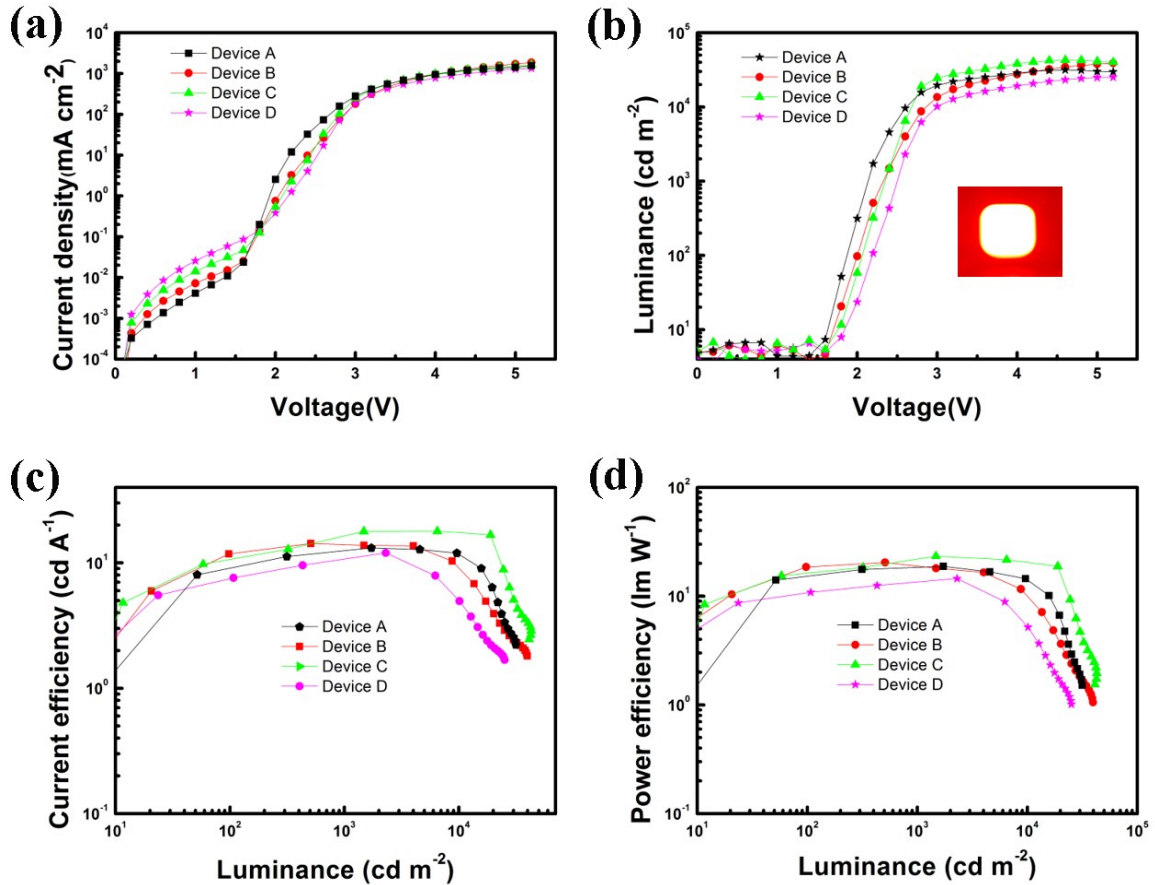 (a)
10^4
10^3
10^2
10^1
10^0
10^-1
10^-2
10^-3
10^-4
Current density(mA cm^-2)
Device A
Device B
Device C
Device D
0 1 2 3 4 5
Voltage(V)
(b)
10^5
10^4
10^3
10^2
10^1
Luminance (cd m^-2)
Device A
Device B
Device C
Device D
0 1 2 3 4 5
Voltage(V)
(c)
10^1
10^0
10^-1
Current efficiency (cd A^-1)
Device A
Device B
Device C
Device D
10^1 10^2 10^3 10^4
Luminance (cd m^-2)
(d)
10^2
10^1
10^0
10^-1
Power efficiency (lm W^-1)
Device A
Device B
Device C
Device D
10^1 10^2 10^3 10^4 10^5
Luminance (cd m^-2)